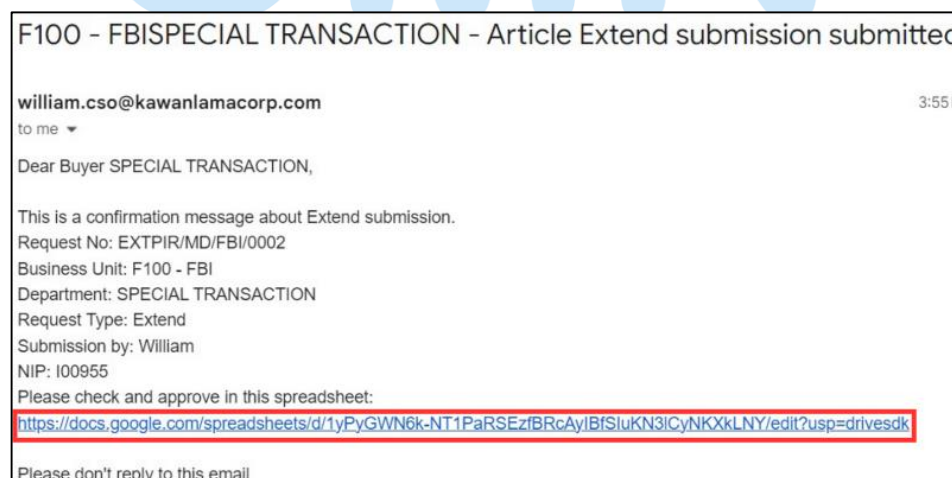 F100 - FBISPECIAL TRANSACTION - Article Extend submission submitted
william.cso@kawanlamacorp.com 3:55
to me
Dear Buyer SPECIAL TRANSACTION,
This is a confirmation message about Extend submission.
Request No: EXTPIR/MD/FBI/0002
Business Unit: F100 - FBI
Department: SPECIAL TRANSACTION
Request Type: Extend
Submission by: William
NIP: I00955
Please check and approve in this spreadsheet:
https://docs.google.com/spreadsheets/d/1yPyGWN6k-NT1PaRSEzfBRcAyIBfSIuKN3lCyNKXkLNY/edit?usp=drivesdk
Please don't reply to this email